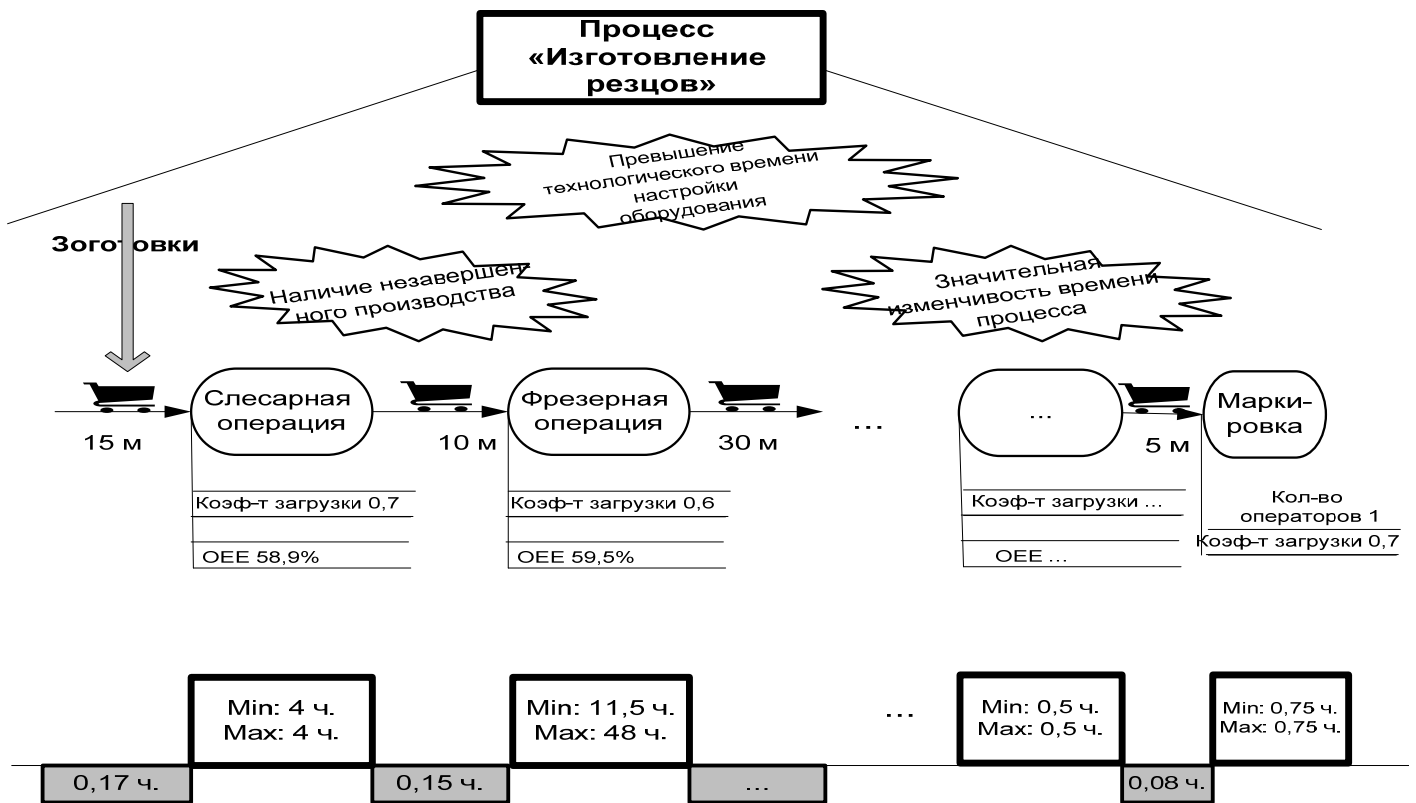 Процесс
«Изготовление
резцов»
Превышение
технологического времени
настройки
оборудования
Зоготовки
Наличие незавершен-
ного производства
Значительная
изменчивость времени
процесса
Слесарная
операция
Фрезерная
операция
...
Марки-
ровка
15 м
10 м
30 м
...
5 м
Коэф-т загрузки 0,7
ОЕЕ 58,9%
Коэф-т загрузки 0,6
ОЕЕ 59,5%
Коэф-т загрузки ...
ОЕЕ ...
Кол-во
операторов 1
Коэф-т загрузки 0,7
Min: 4 ч.
Max: 4 ч.
Min: 11,5 ч.
Max: 48 ч.
...
Min: 0,5 ч.
Max: 0,5 ч.
Min: 0,75 ч.
Max: 0,75 ч.
0,17 ч.
0,15 ч.
...
0,08 ч.